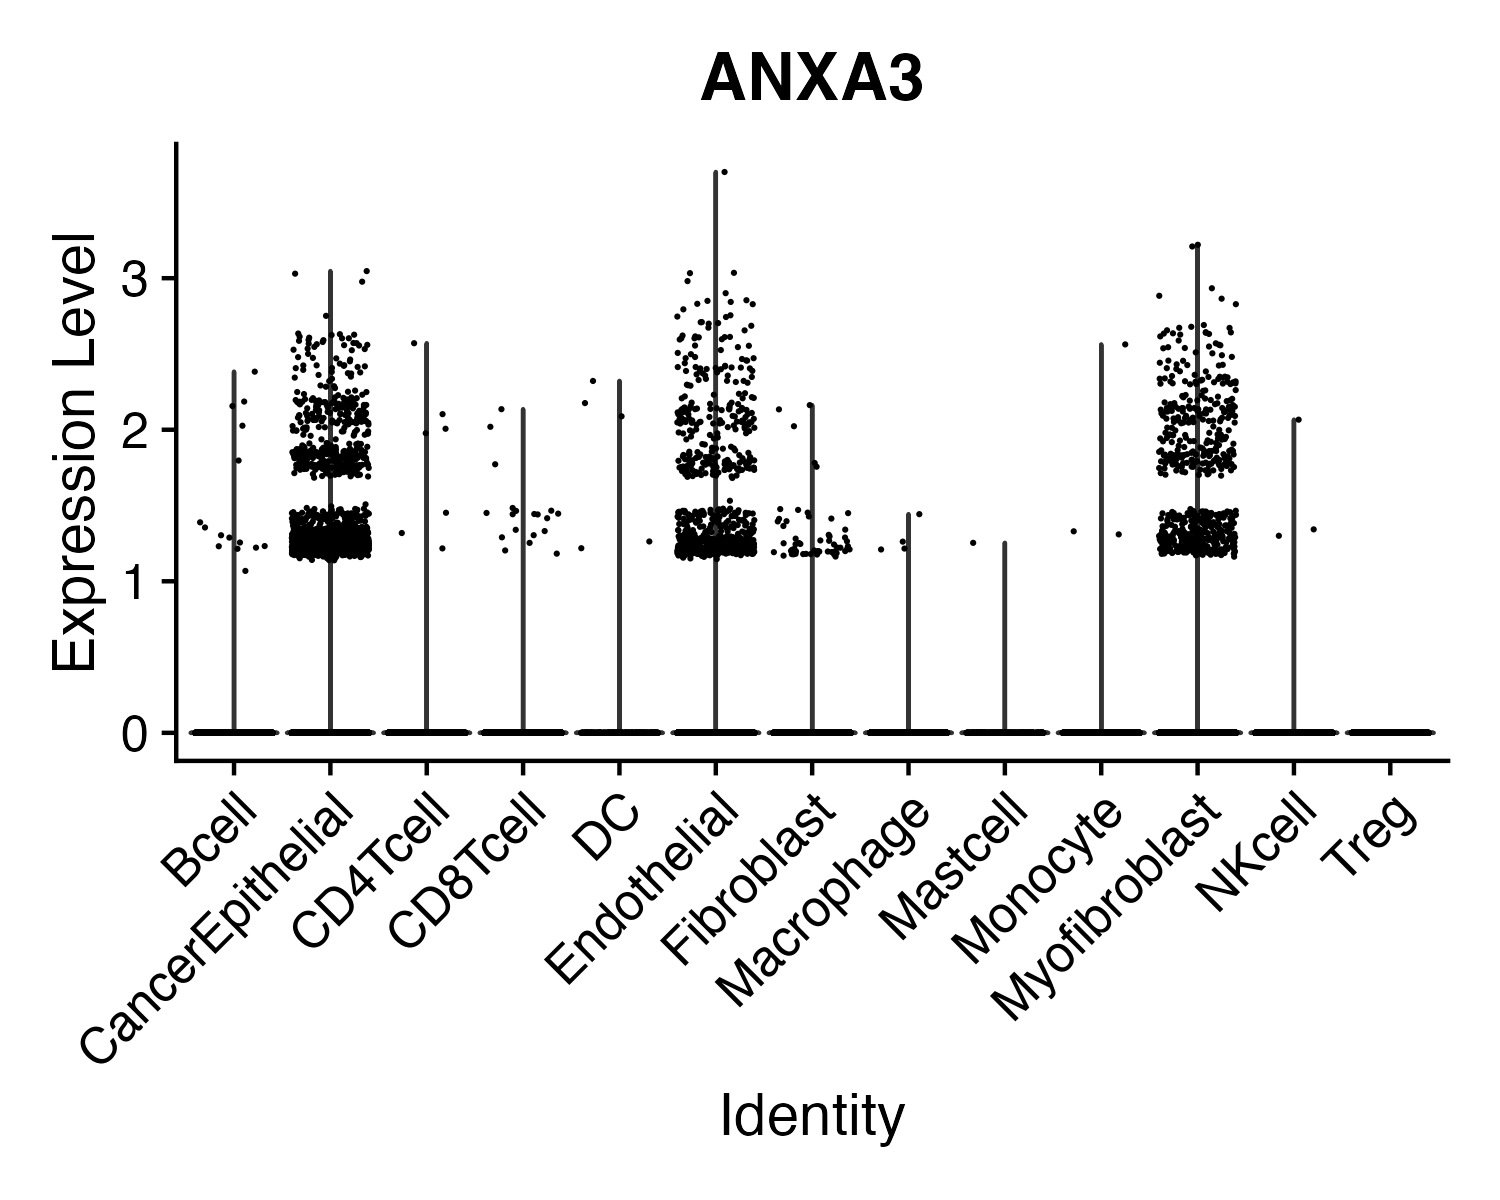 ANXA3
Expression Level
3
2
1
0
Bcell
CancerEpithelial
CD4Tcell
CD8Tcell
DC
Endothelial
Fibroblast
Macrophage
Mastcell
Monocyte
Myofibroblast
NKcell
Treg
Identity